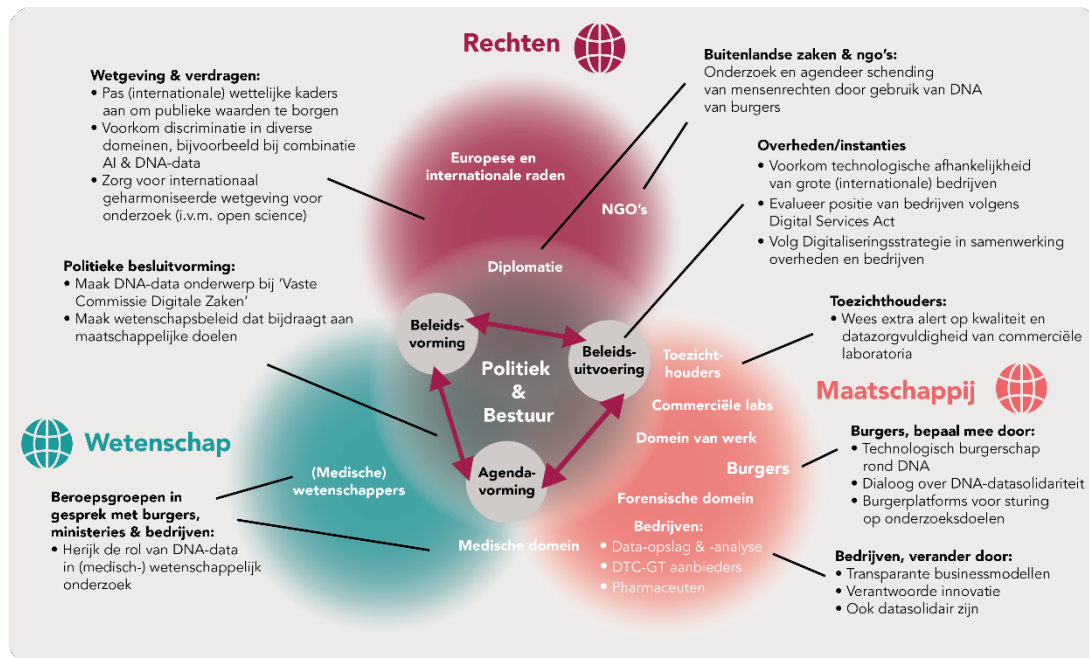 Rechten
Wetgeving & verdragen:
• Pas (internationale) wettelijke kaders
aan om publieke waarden te borgen
• Voorkom discriminatie in diverse
domeinen, bijvoorbeeld bij combinatie
AI & DNA-data
• Zorg voor internationaal
geharmoniseerde wetgeving voor
onderzoek (i.v.m. open science)
Buitenlandse zaken & ngo's:
Onderzoek en agendeer schending
van mensenrechten door gebruik van DNA
van burgers
Overheden/instanties
• Voorkom technologische afhankelijkheid
van grote (internationale) bedrijven
• Evalueer positie van bedrijven volgens
Digital Services Act
• Volg Digitaliseringsstrategie in samenwerking
overheden en bedrijven
Europese en
internationale raden
NGO's
Diplomatie
Politieke besluitvorming:
• Maak DNA-data onderwerp bij 'Vaste
Commissie Digitale Zaken'
• Maak wetenschapsbeleid dat bijdraagt aan
maatschappelijke doelen
Beleids-
vorming
Beleids-
uitvoering
Politiek
&
Bestuur
Agenda-
vorming
Toezicht-
houders
Commerciële labs
Domein van werk
Burgers
Forensische domein
Bedrijven:
• Data-opslag & -analyse
• DTC-GT aanbieders
• Pharmaceuten
Toezichthouders:
• Wees extra alert op kwaliteit en
datazorgvuldigheid van commerciële
laboratoria
Maatschappij
Burgers, bepaal mee door:
• Technologisch burgerschap
rond DNA
• Dialoog over DNA-datasolidariteit
• Burgerplatforms voor sturing
op onderzoeksdoelen
Bedrijven, verander door:
• Transparante businessmodellen
• Verantwoorde innovatie
• Ook datasolidair zijn
Wetenschap
(Medische)
wetenschappers
Medische domein
Beroepsgroepen in
gesprek met burgers,
ministeries & bedrijven:
• Herijk de rol van DNA-data
in (medisch-) wetenschappelijk
onderzoek